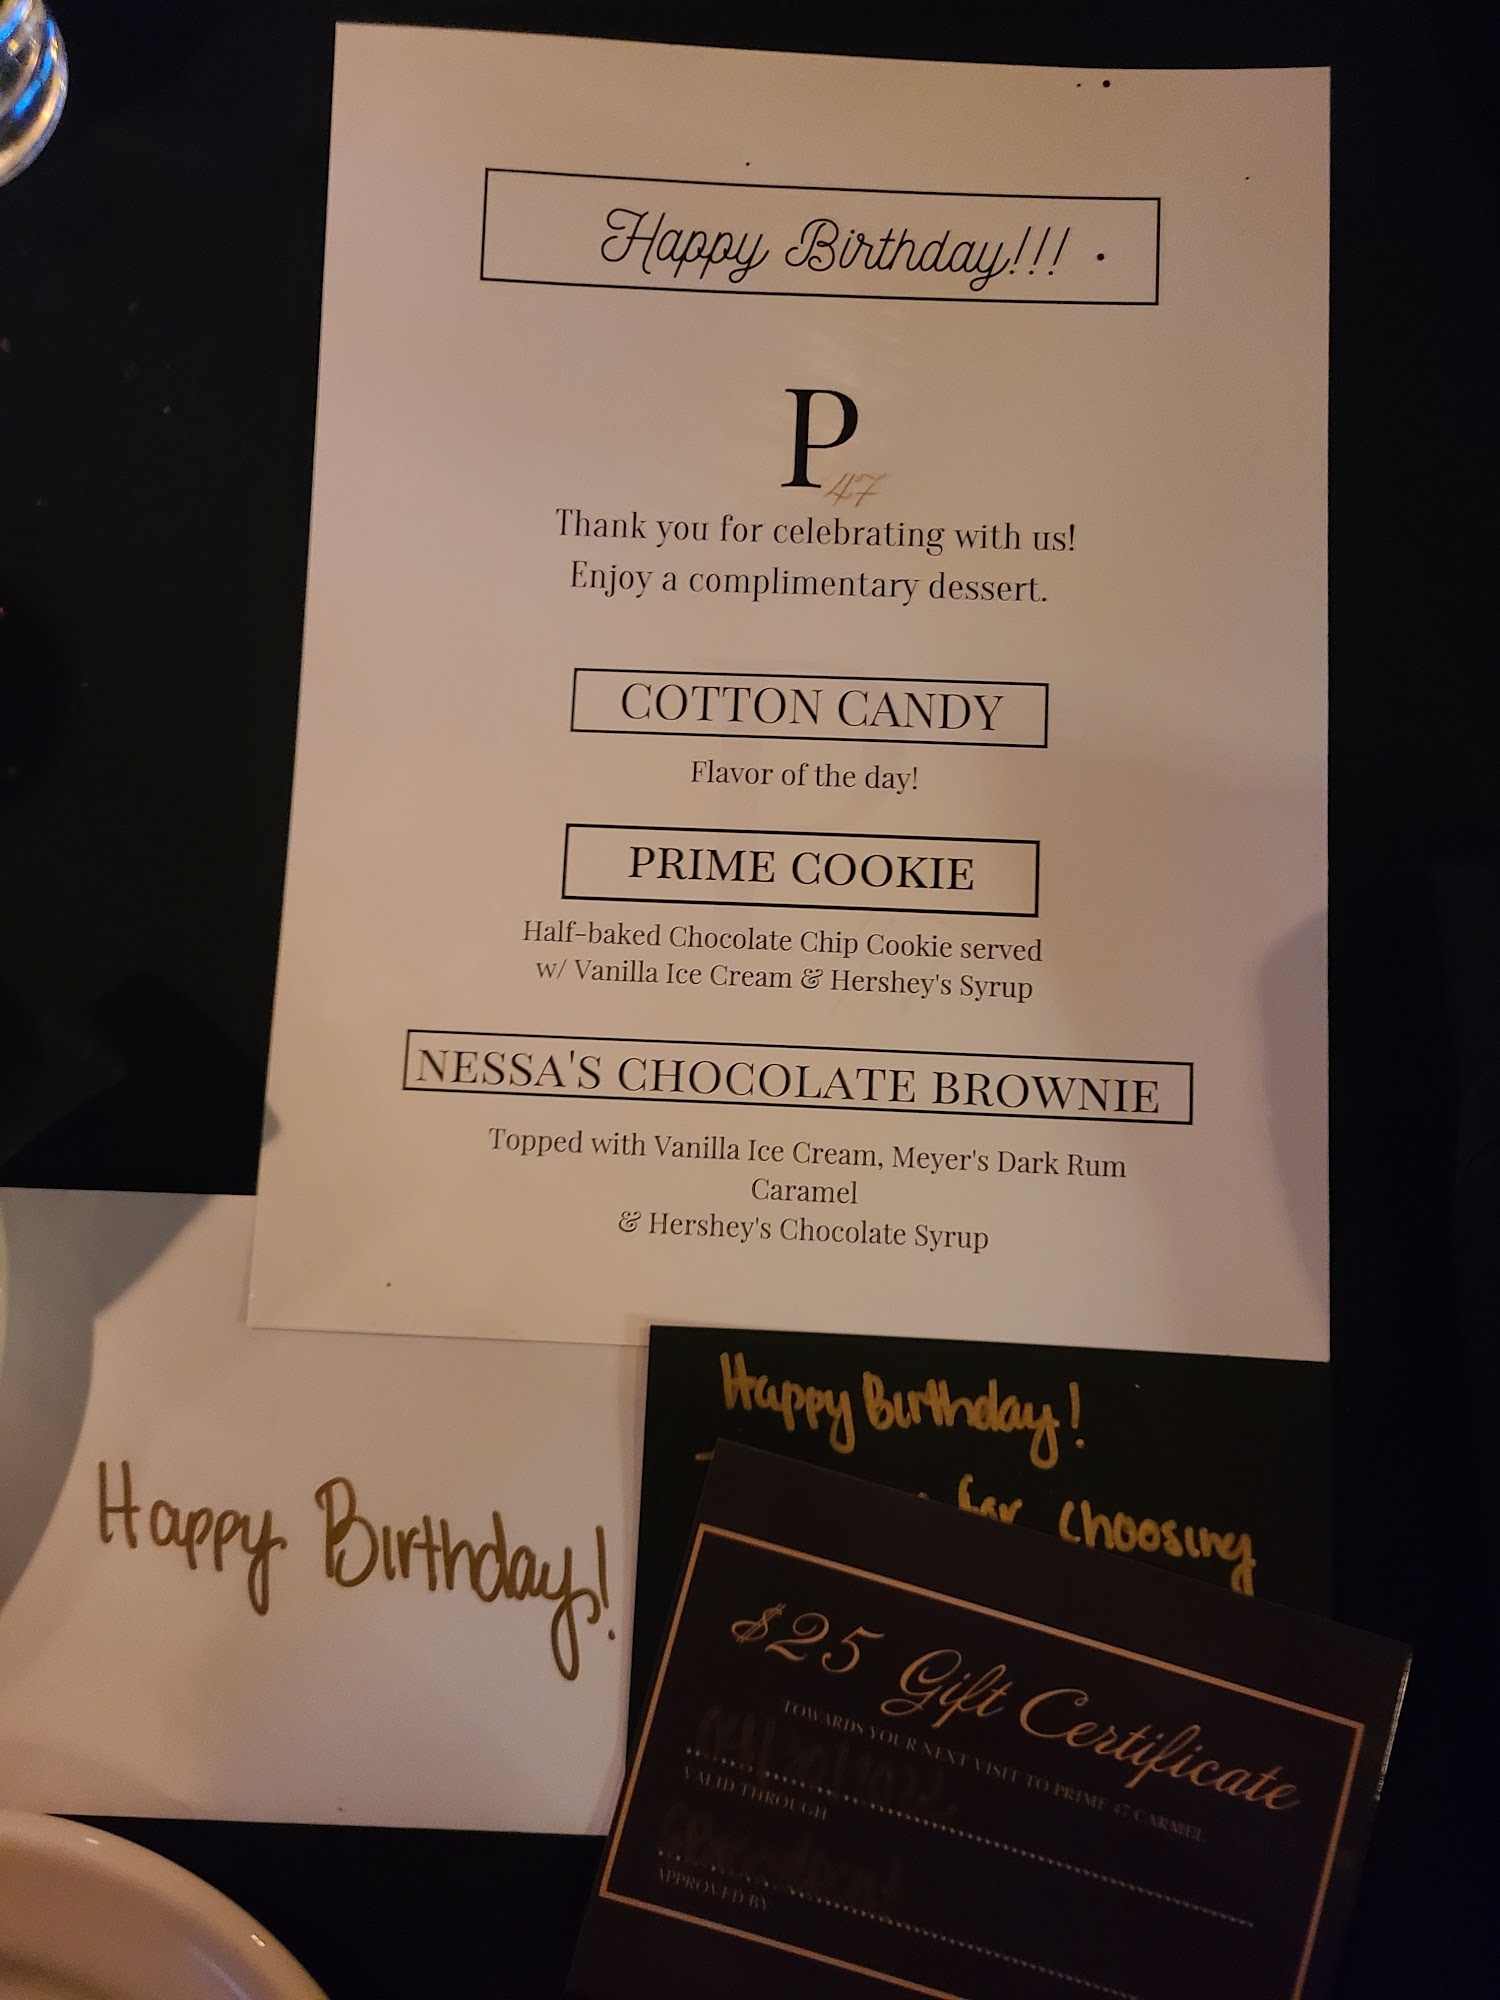 Happy Birthday!!!
P
47
Thank you for celebrating with us!
Enjoy a complimentary dessert.
COTTON CANDY
Flavor of the day!
PRIME COOKIE
Half-baked Chocolate Chip Cookie served
w/ Vanilla Ice Cream & Hershey's Syrup
NESSA'S CHOCOLATE BROWNIE
Topped with Vanilla Ice Cream, Meyer's Dark Rum
Caramel
& Hershey's Chocolate Syrup
Happy Birthday!
Happy Birthday!
for choosing
$25 Gift Certificate
TOWARDS YOUR NEXT VISIT TO PRIME 47 CARMEL
VALID THROUGH
APPROVED BY